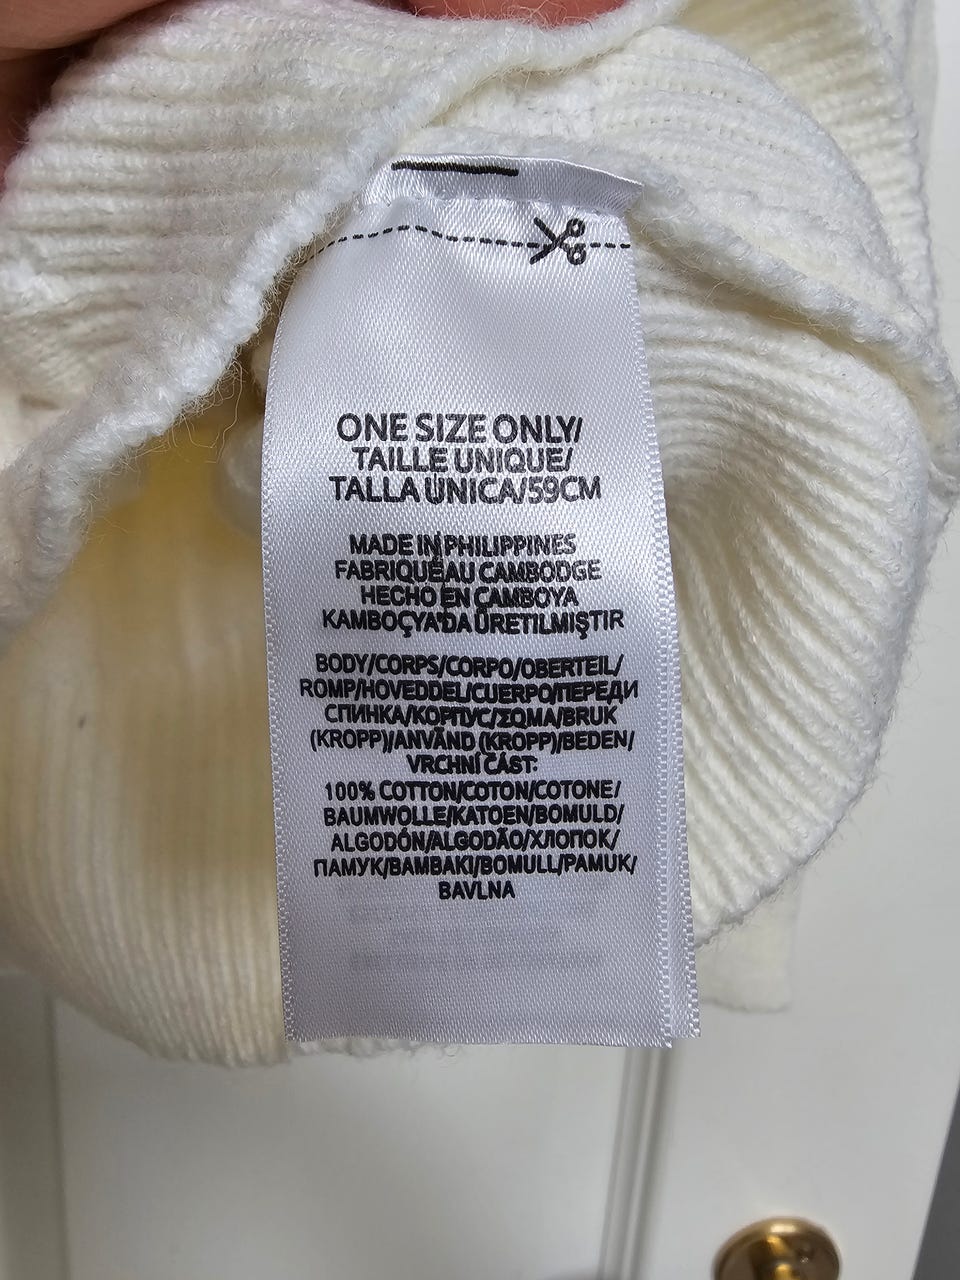 ONE SIZE ONLY/
TAILLE UNIQUE/
TALLA ÚNICA/59CM
MADE IN PHILIPPINES
FABRIQUÉ AU CAMBODGE
HECHO EN CAMBOYA
KAMBOÇYA'DA ÜRETILMIŞTIR
BODY/CORPS/CORPO/OBERTEIL/
ROMP/HOVEDDEL/CUERPO/ПЕРЕДИ
СПИНКА/КОРПУС/ΣΩΜΑ/BRUK
(KROPP)/ANVÄND (KROPP)/BEDEN/
VRCHNÍ ČÁST:
100% COTTON/COTON/COTONE/
BAUMWOLLE/KATOEN/BOMULD/
ALGODÓN/ALGODÃO/ХЛОПОК/
ПАМУК/ΒΑΜΒΑΚΙ/BOMULL/PAMUK/
BAVLNA